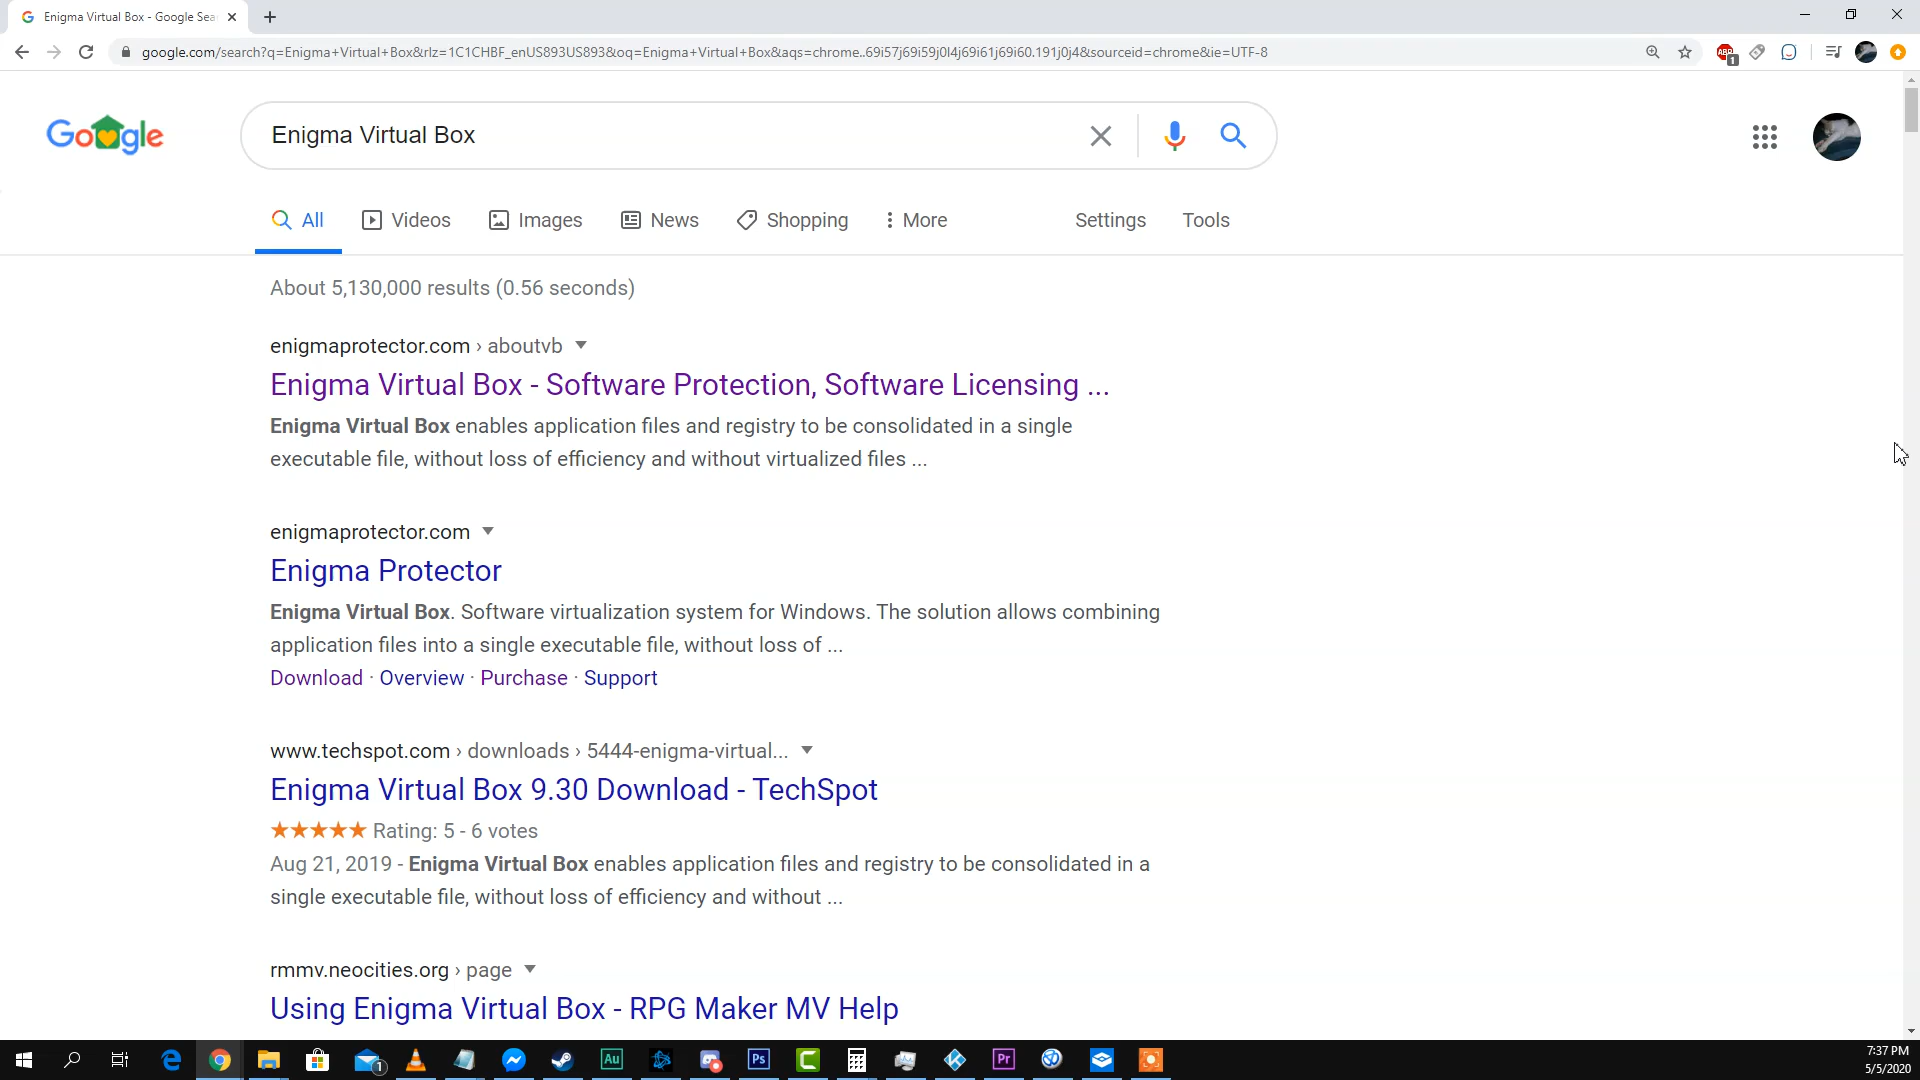 Enigma Virtual Box - Google Sea
google.com/search?q=Enigma+Virtual+Box&rlz=1C1CHBF_enUS893US893&oq=Enigma+Virtual+Box&aqs=chrome..69i57j69i59j0l4j69i61j69i60.191j0j4&sourceid=chrome&ie=UTF-8
ABP
1
Google
Enigma Virtual Box
All
Videos
Images
News
Shopping
More
Settings
Tools
About 5,130,000 results (0.56 seconds)
enigmaprotector.com › aboutvb
Enigma Virtual Box - Software Protection, Software Licensing ...
Enigma Virtual Box enables application files and registry to be consolidated in a single
executable file, without loss of efficiency and without virtualized files ...
enigmaprotector.com
Enigma Protector
Enigma Virtual Box. Software virtualization system for Windows. The solution allows combining
application files into a single executable file, without loss of ...
Download · Overview · Purchase · Support
www.techspot.com › downloads › 5444-enigma-virtual...
Enigma Virtual Box 9.30 Download - TechSpot
Rating: 5 - 6 votes
Aug 21, 2019 - Enigma Virtual Box enables application files and registry to be consolidated in a
single executable file, without loss of efficiency and without ...
rmmv.neocities.org › page
Using Enigma Virtual Box - RPG Maker MV Help
1
Au
Ps
Pr
7:37 PM
5/5/2020